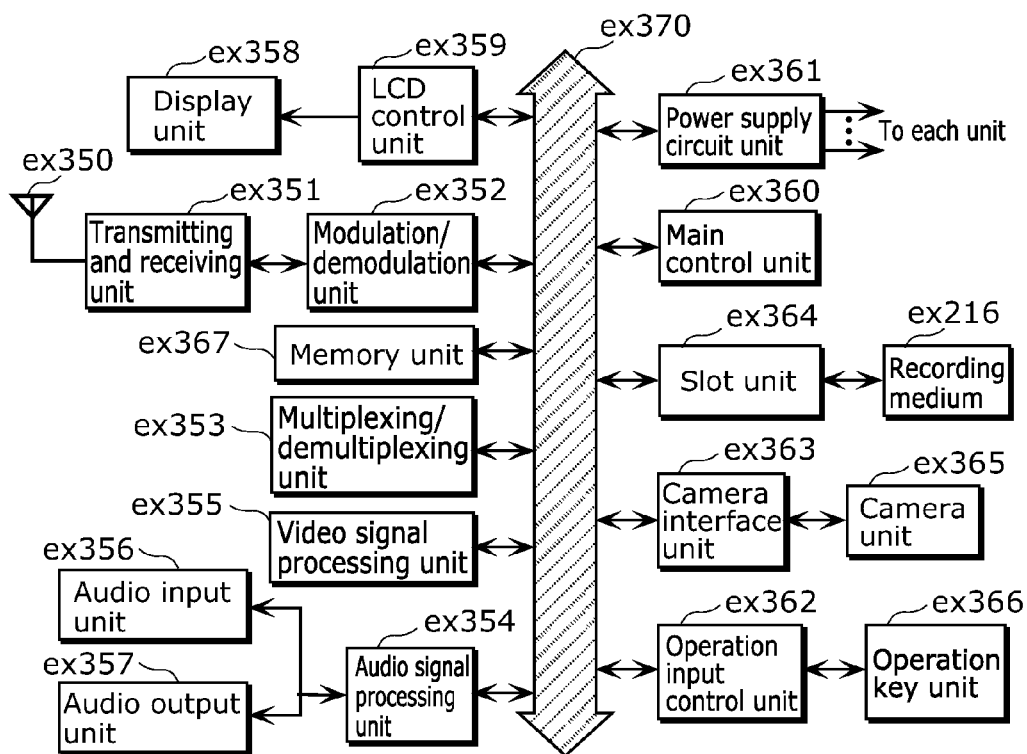 ex370
ex359
ex358
LCD
control
unit
Display
unit
ex361
Power supply
circuit unit
To each unit
ex350
ex351
ex352
Transmitting
and receiving
unit
Modulation/
demodulation
unit
ex360
Main
control unit
ex367
Memory unit
ex364
ex216
Slot unit
Recording
medium
ex353
Multiplexing/
demultiplexing
unit
ex363
ex365
Camera
interface
unit
Camera
unit
ex355
Video signal
processing unit
ex356
Audio input
unit
ex357
Audio output
unit
ex354
Audio signal
processing
unit
ex362
ex366
Operation
input
control unit
Operation
key unit